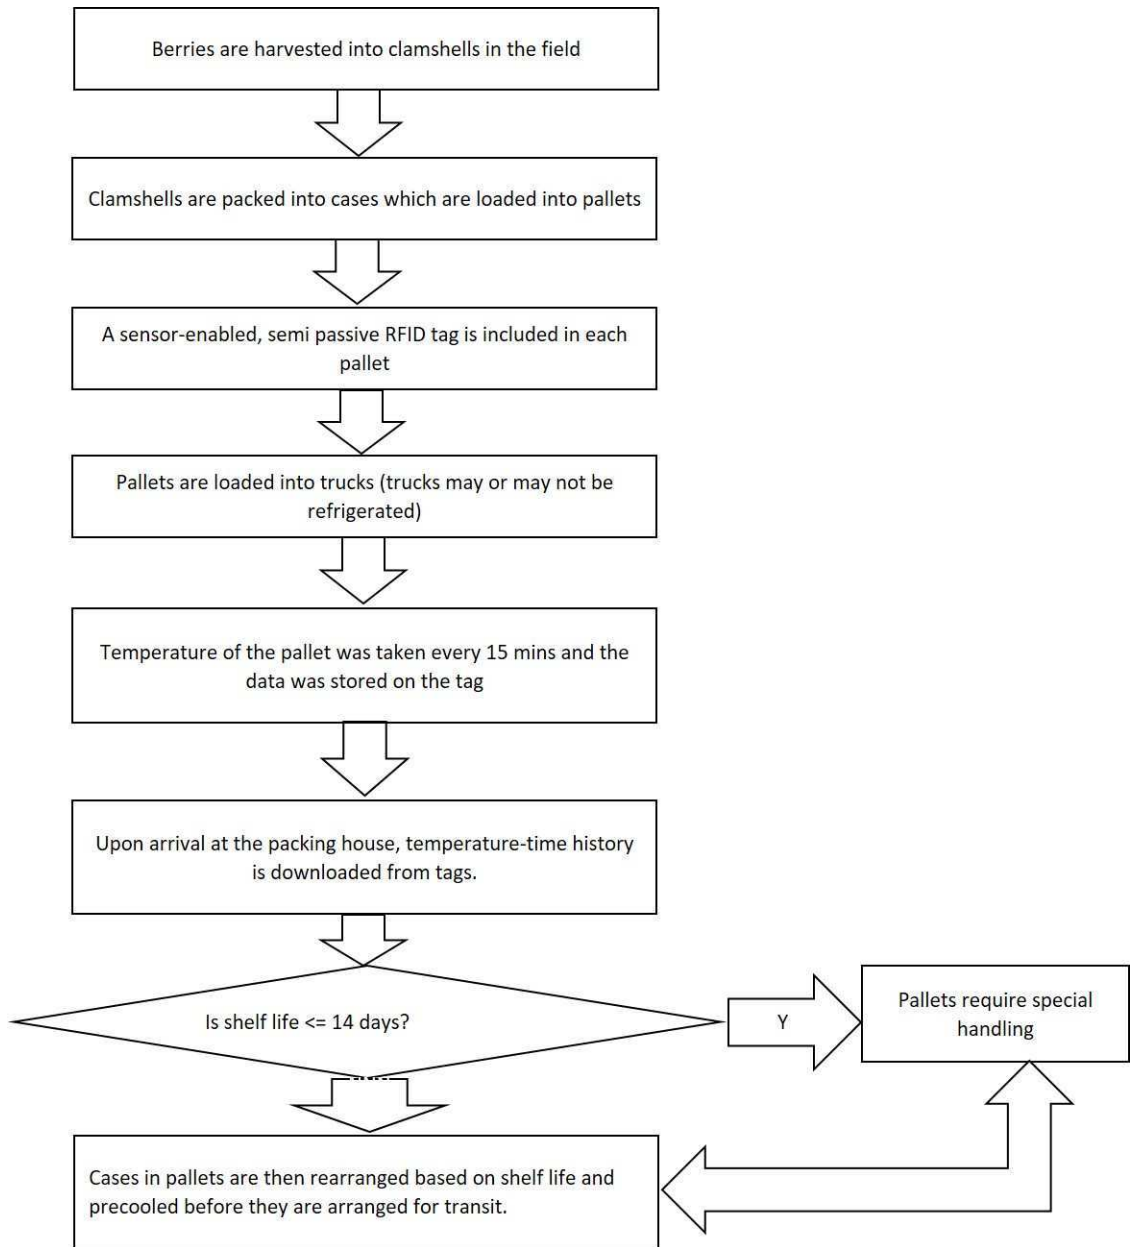 Berries are harvested into clamshells in the field
Clamshells are packed into cases which are loaded into pallets
A sensor-enabled, semi passive RFID tag is included in each
pallet
Pallets are loaded into trucks (trucks may or may not be
refrigerated)
Temperature of the pallet was taken every 15 mins and the
data was stored on the tag
Upon arrival at the packing house, temperature-time history
is downloaded from tags.
Is shelf life <= 14 days?
Y
Pallets require special
handling
Cases in pallets are then rearranged based on shelf life and
precooled before they are arranged for transit.